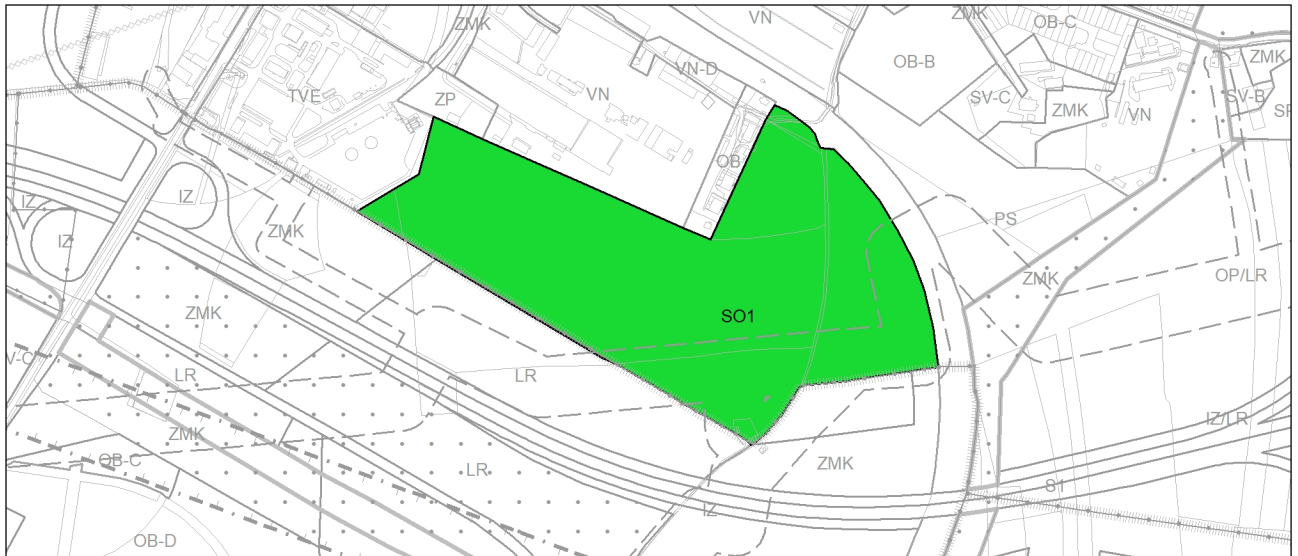 ZMK
VN
ZMK
OB-C
ZMK
OB-B
VN-D
VN
TVE
ZP
SV-C
ZMK
VN
SV-B
OB-
IZ
IZ
IZ
ZMK
PS
ZMK
OP/LR
ZMK
SO1
LR
LR
IZ/LR
ZMK
OB-C
LR
ZMK
S1
IZ
OB-D